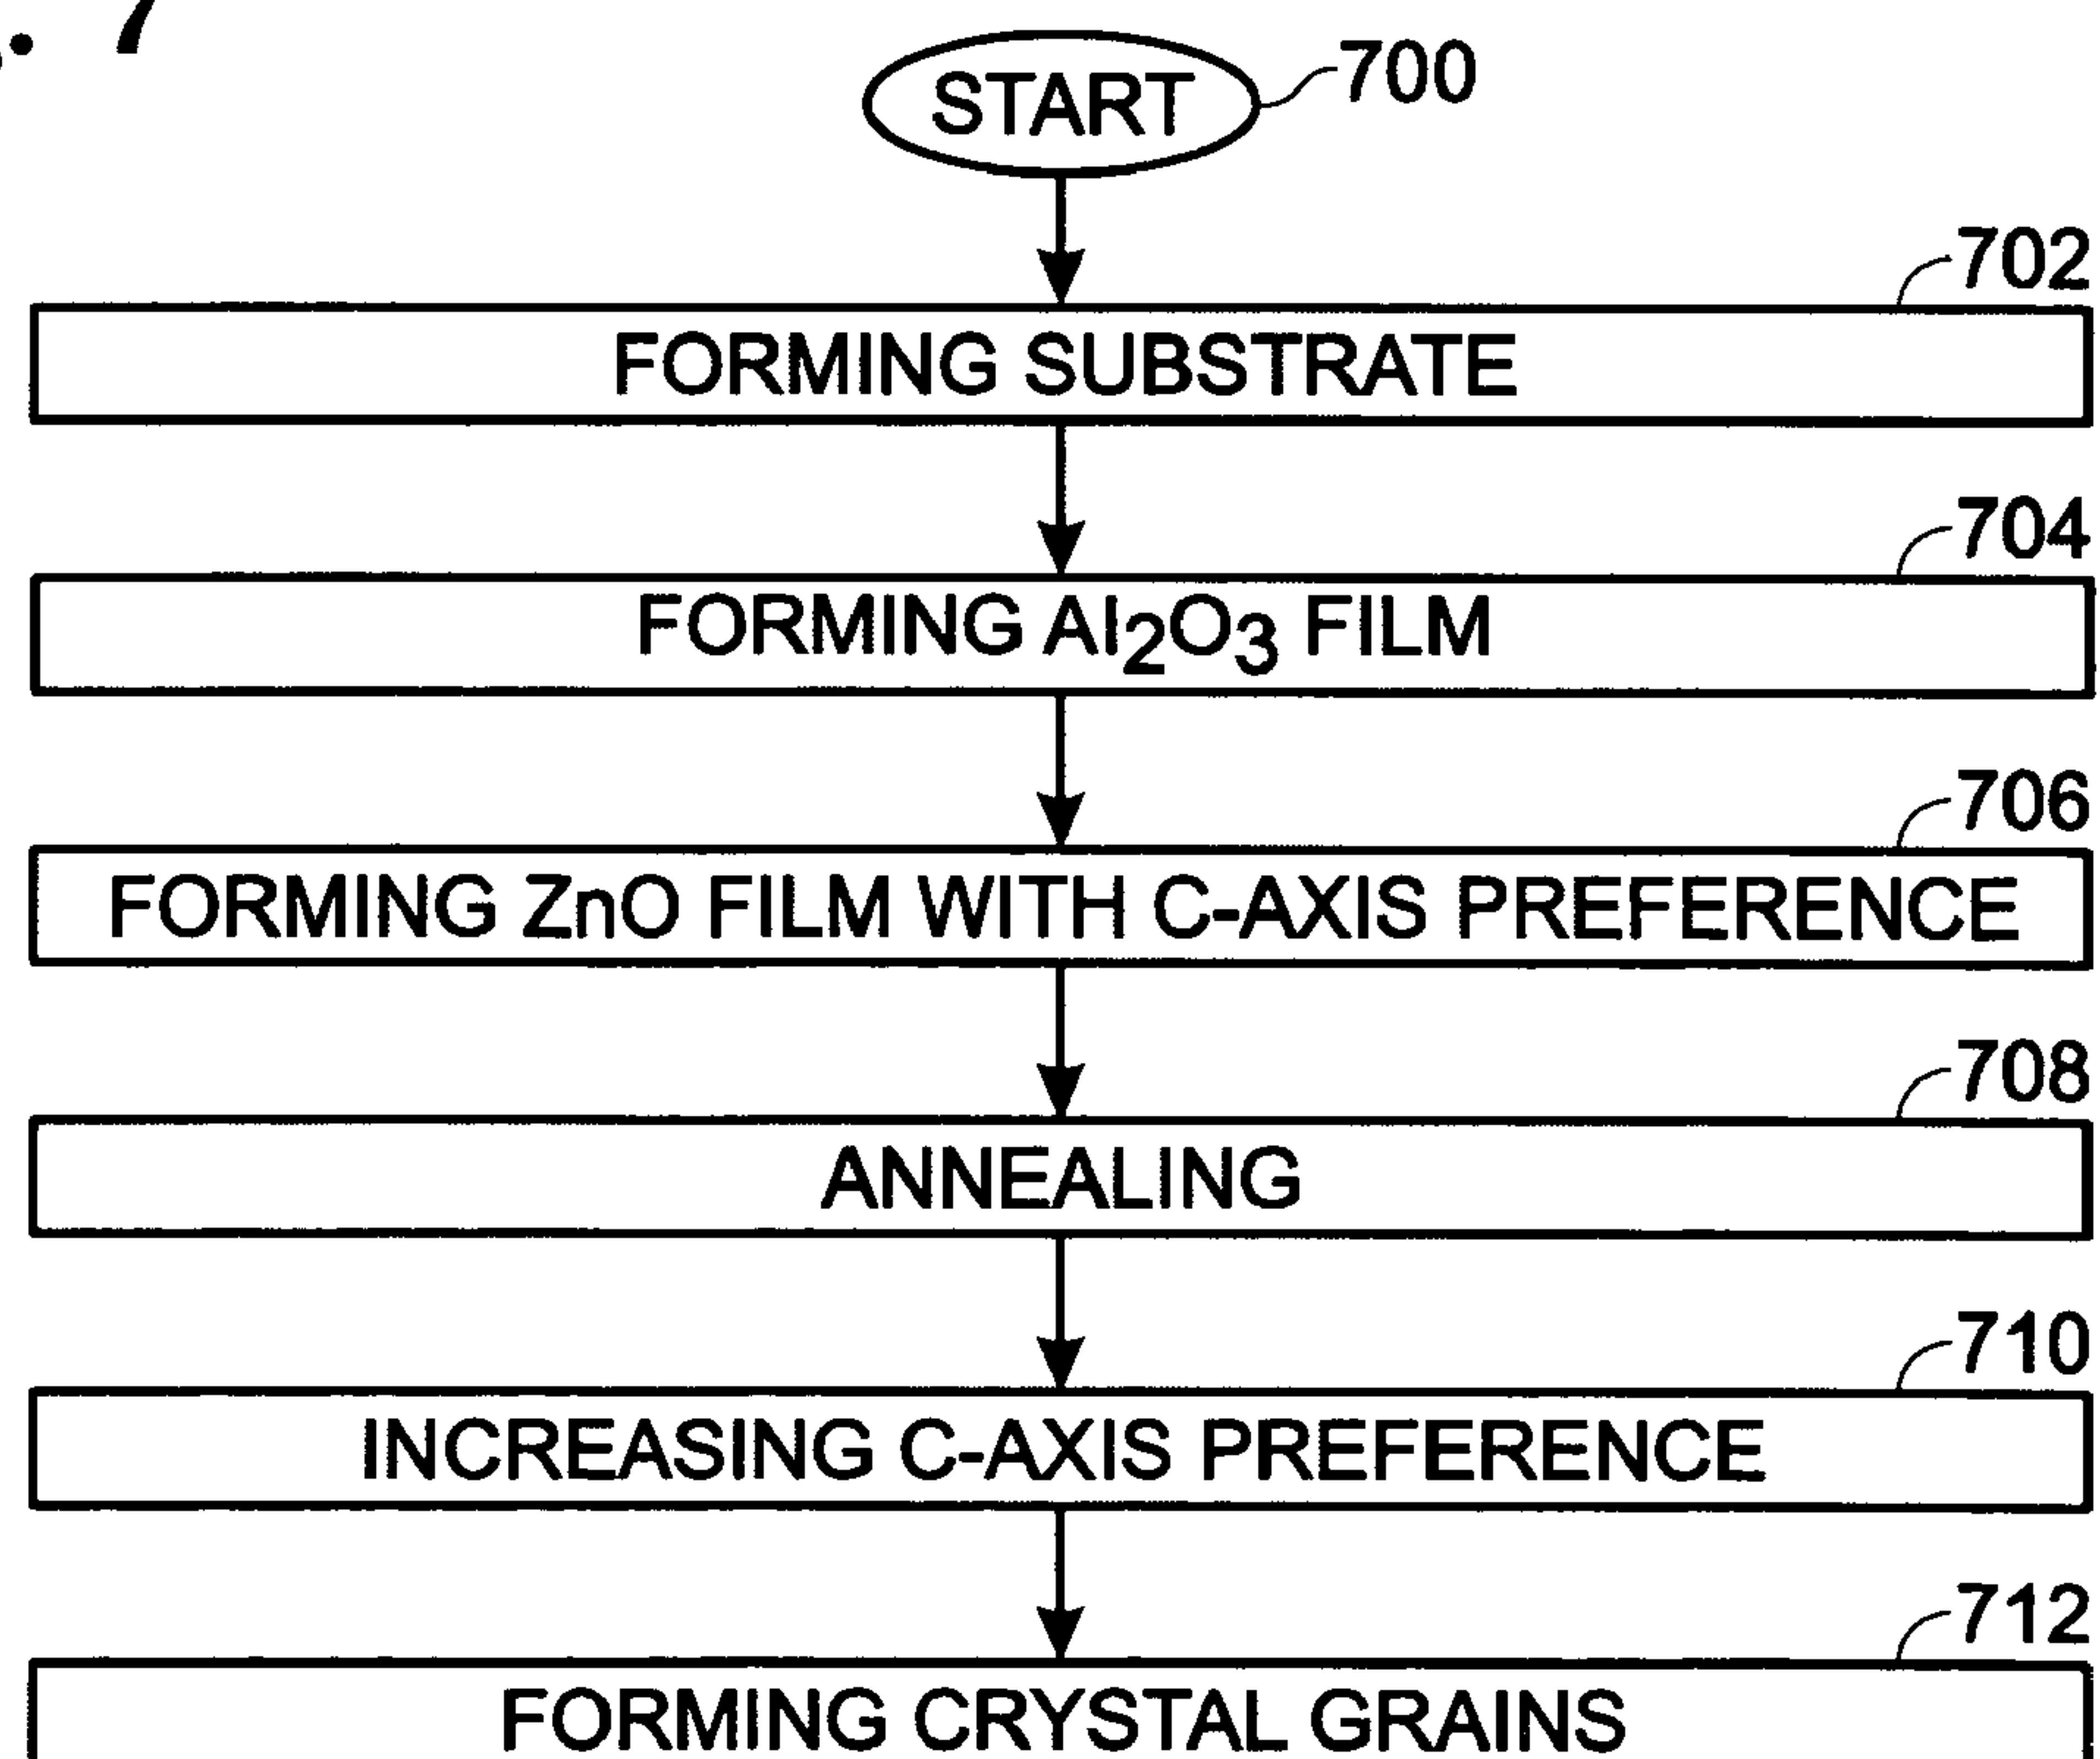 . 7
START
700
702
FORMING SUBSTRATE
704
FORMING Al2O3 FILM
706
FORMING ZnO FILM WITH C-AXIS PREFERENCE
708
ANNEALING
710
INCREASING C-AXIS PREFERENCE
712
FORMING CRYSTAL GRAINS